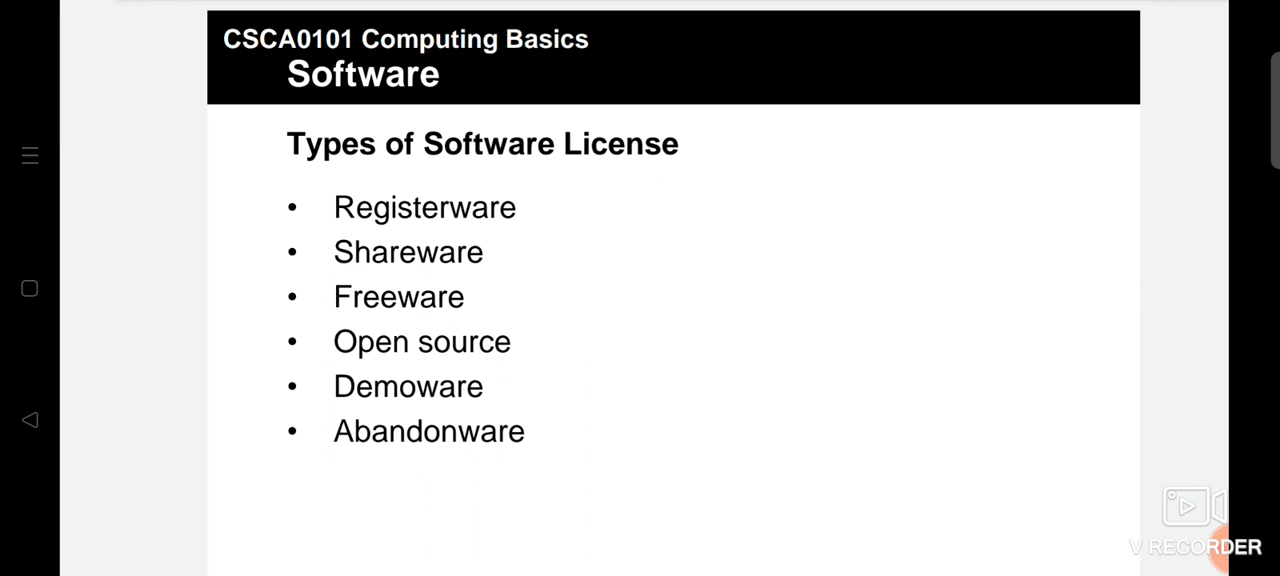 CSCA0101 Computing Basics
Software
Types of Software License
• Registerware
• Shareware
• Freeware
• Open source
• Demoware
• Abandonware
V RECORDER